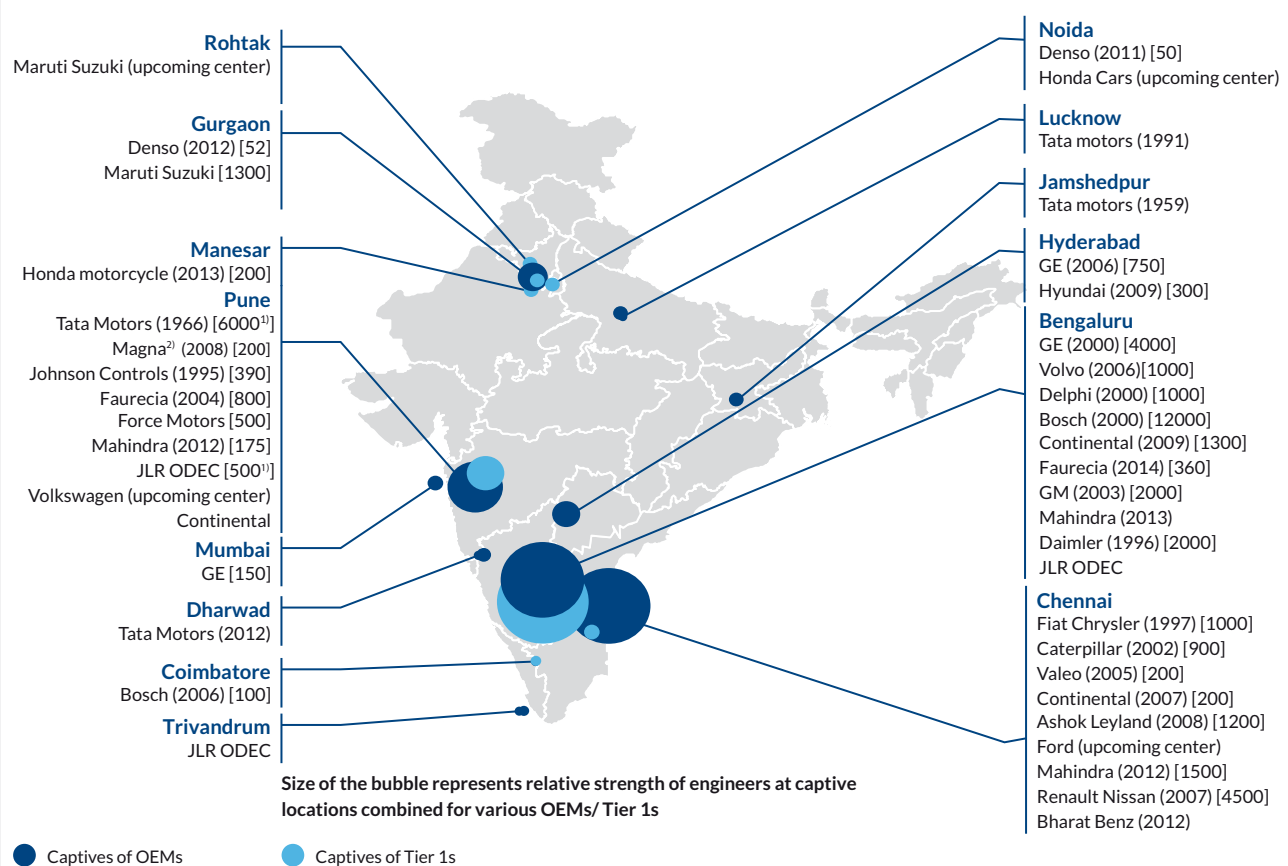 Rohtak
Maruti Suzuki (upcoming center)
Gurgaon
Denso (2012) [52]
Maruti Suzuki [1300]
Manesar
Honda motorcycle (2013) [200]
Pune
Tata Motors (1966) [6000¹⁾]
Magna²⁾ (2008) [200]
Johnson Controls (1995) [390]
Faurecia (2004) [800]
Force Motors [500]
Mahindra (2012) [175]
JLR ODEC [500¹⁾]
Volkswagen (upcoming center)
Continental
Mumbai
GE [150]
Dharwad
Tata Motors (2012)
Coimbatore
Bosch (2006) [100]
Trivandrum
JLR ODEC
Noida
Denso (2011) [50]
Honda Cars (upcoming center)
Lucknow
Tata motors (1991)
Jamshedpur
Tata motors (1959)
Hyderabad
GE (2006) [750]
Hyundai (2009) [300]
Bengaluru
GE (2000) [4000]
Volvo (2006)[1000]
Delphi (2000) [1000]
Bosch (2000) [12000]
Continental (2009) [1300]
Faurecia (2014) [360]
GM (2003) [2000]
Mahindra (2013)
Daimler (1996) [2000]
JLR ODEC
Chennai
Fiat Chrysler (1997) [1000]
Caterpillar (2002) [900]
Valeo (2005) [200]
Continental (2007) [200]
Ashok Leyland (2008) [1200]
Ford (upcoming center)
Mahindra (2012) [1500]
Renault Nissan (2007) [4500]
Bharat Benz (2012)
Size of the bubble represents relative strength of engineers at captive
locations combined for various OEMs/ Tier 1s
Captives of OEMs
Captives of Tier 1s